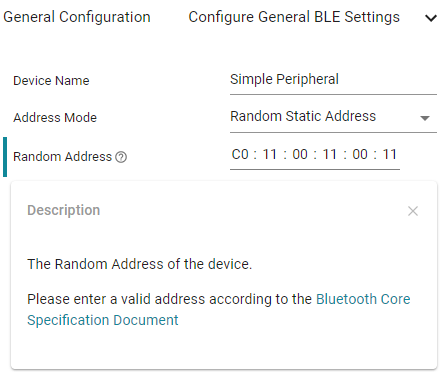 General Configuration Configure General BLE Settings
Device Name Simple Peripheral
Address Mode Random Static Address
Random Address C0 : 11 : 00 : 11 : 00 : 11
Description
The Random Address of the device.
Please enter a valid address according to the Bluetooth Core
Specification Document